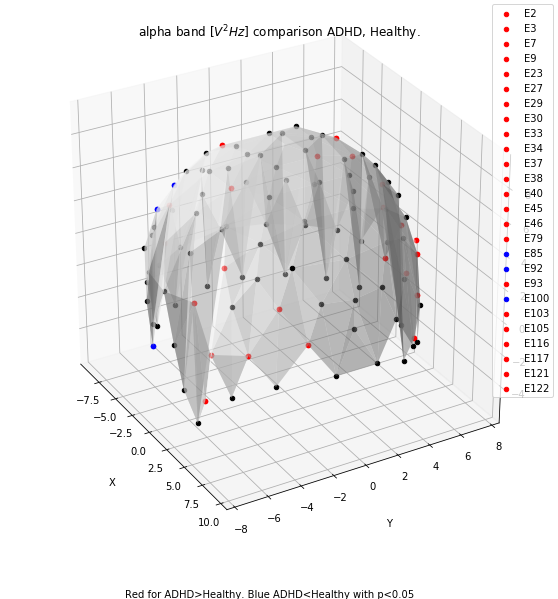 alpha band [V²Hz] comparison ADHD, Healthy.
E2
E3
E7
E9
E23
E27
E29
E30
E33
E34
E37
E38
E40
E45
E46
E79
E85
E92
E93
E100
E103
E105
E116
E117
E121
E122
−7.5
−5.0
−2.5
0.0
2.5
5.0
7.5
10.0
X
−8
−6
−4
−2
0
2
4
6
8
Y
Red for ADHD>Healthy. Blue ADHD<Healthy with p<0.05